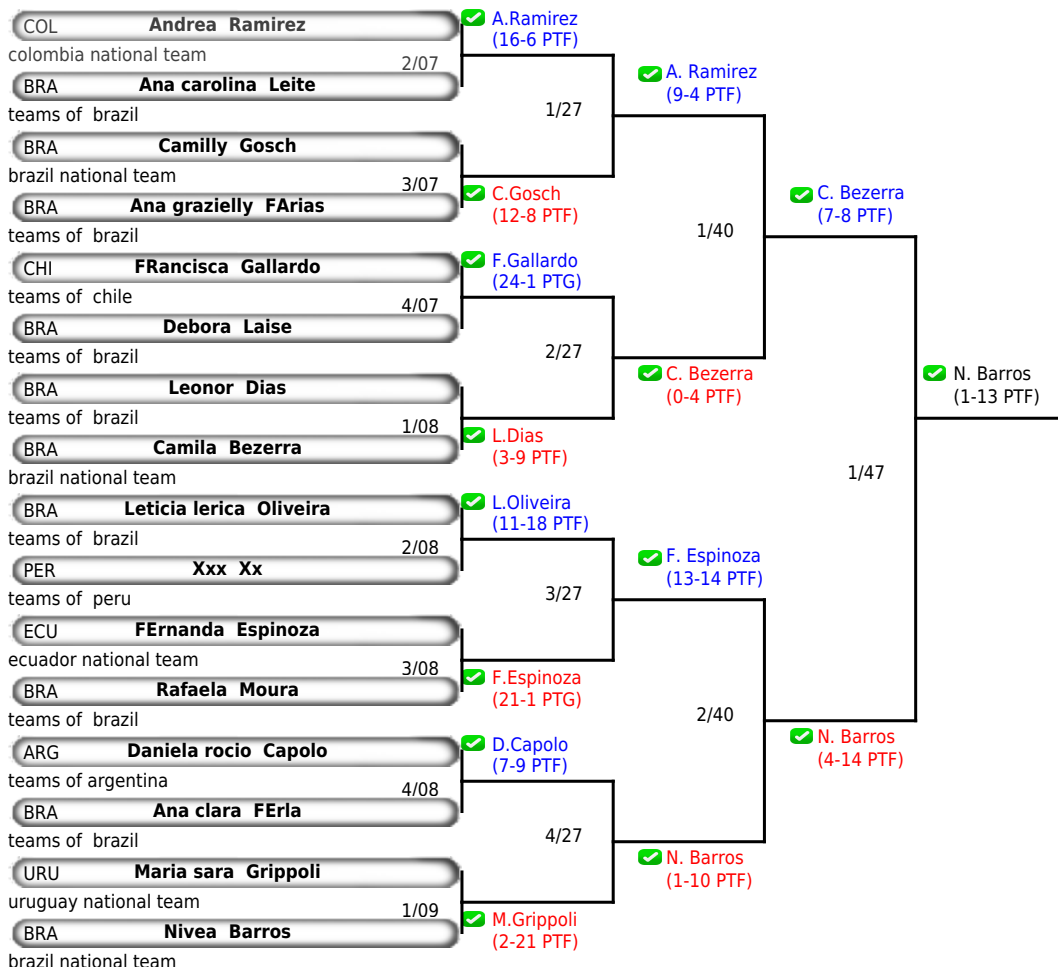 COL Andrea Ramirez
colombia national team
2/07
BRA Ana carolina Leite
teams of brazil
BRA Camilly Gosch
brazil national team
3/07
BRA Ana grazielly FArias
teams of brazil
CHI FRancisca Gallardo
teams of chile
4/07
BRA Debora Laise
teams of brazil
BRA Leonor Dias
teams of brazil
1/08
BRA Camila Bezerra
brazil national team
BRA Leticia lerica Oliveira
teams of brazil
2/08
PER Xxx Xx
teams of peru
ECU FErnanda Espinoza
ecuador national team
3/08
BRA Rafaela Moura
teams of brazil
ARG Daniela rocio Capolo
teams of argentina
4/08
BRA Ana clara FErla
teams of brazil
URU Maria sara Grippoli
uruguay national team
1/09
BRA Nivea Barros
brazil national team
A.Ramirez
(16-6 PTF)
1/27
C.Gosch
(12-8 PTF)
F.Gallardo
(24-1 PTG)
2/27
L.Dias
(3-9 PTF)
L.Oliveira
(11-18 PTF)
3/27
F.Espinoza
(21-1 PTG)
D.Capolo
(7-9 PTF)
4/27
M.Grippoli
(2-21 PTF)
A. Ramirez
(9-4 PTF)
1/40
C. Bezerra
(0-4 PTF)
F. Espinoza
(13-14 PTF)
2/40
N. Barros
(1-10 PTF)
C. Bezerra
(7-8 PTF)
1/47
N. Barros
(4-14 PTF)
N. Barros
(1-13 PTF)